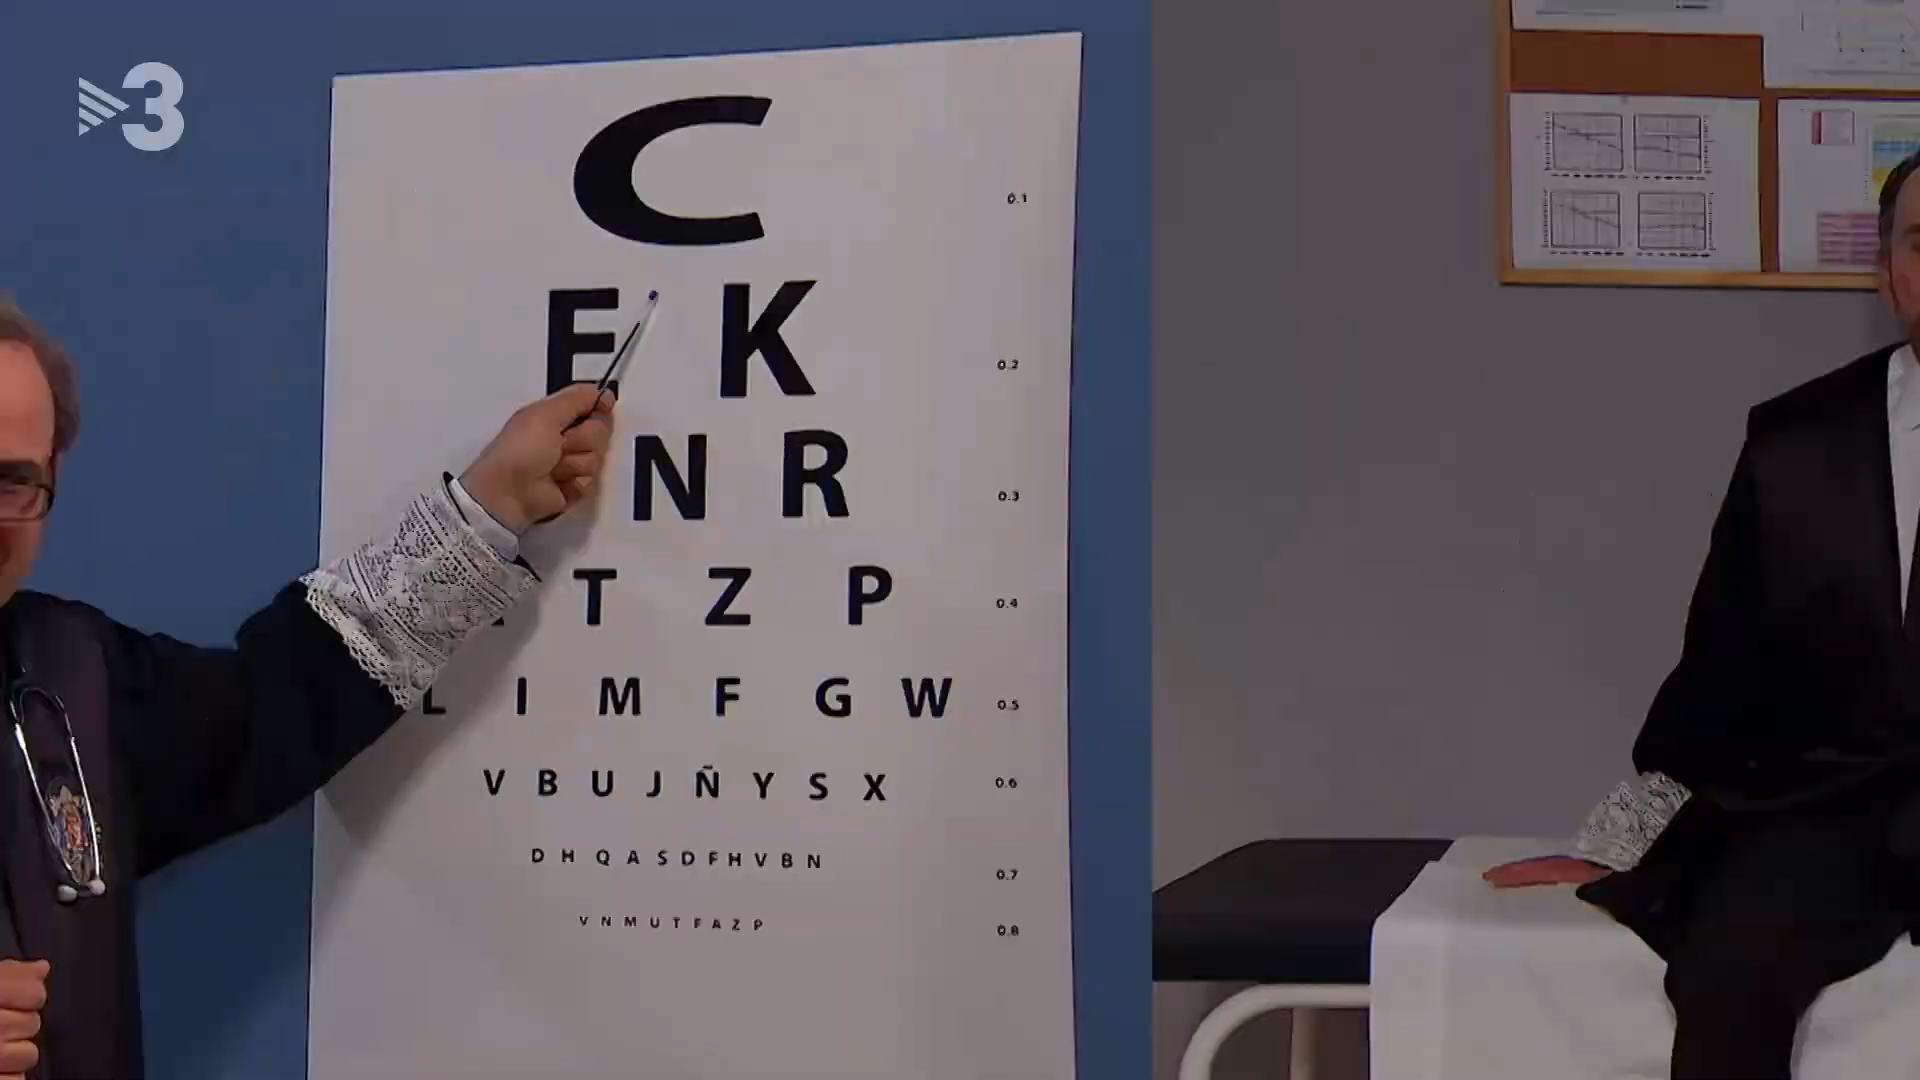 3
C
0.1
E K
0.2
N R
0.3
T Z P
0.4
L I M F G W
0.5
V B U J Ñ Y S X
0.6
D H Q A S D F H V B N
0.7
V N M U T F A Z P
0.8